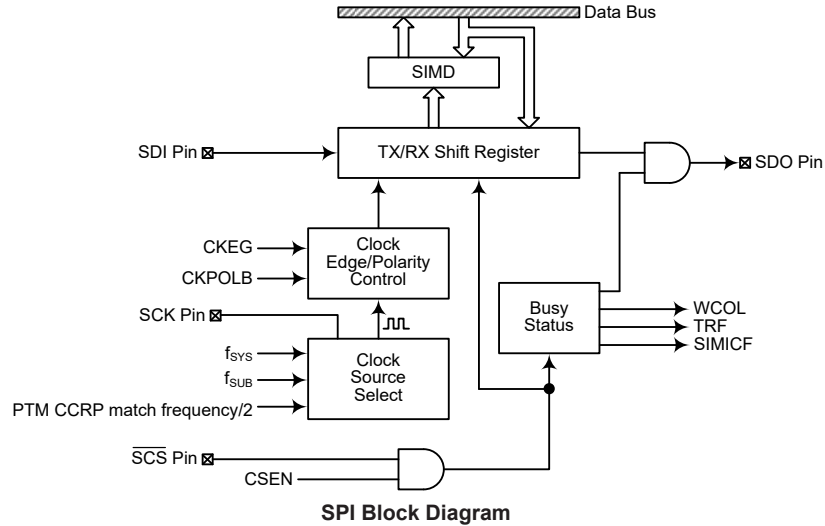 Data Bus
SIMD
SDI Pin
TX/RX Shift Register
SDO Pin
CKEG
CKPOLB
Clock
Edge/Polarity
Control
SCK Pin
Busy
Status
WCOL
TRF
SIMICF
fSYS
fSUB
PTM CCRP match frequency/2
Clock
Source
Select
S̅C̅S̅ Pin
CSEN
SPI Block Diagram